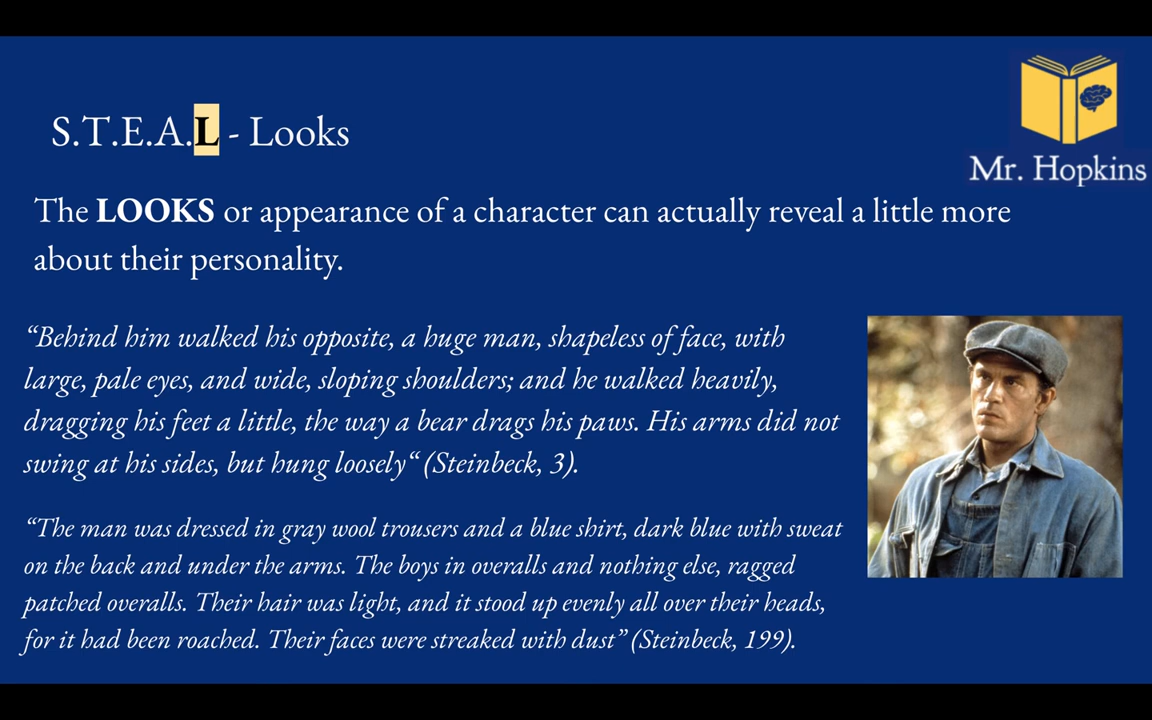 S.T.E.A.L - Looks
Mr. Hopkins
The LOOKS or appearance of a character can actually reveal a little more
about their personality.
“Behind him walked his opposite, a huge man, shapeless of face, with
large, pale eyes, and wide, sloping shoulders; and he walked heavily,
dragging his feet a little, the way a bear drags his paws. His arms did not
swing at his sides, but hung loosely“ (Steinbeck, 3).
“The man was dressed in gray wool trousers and a blue shirt, dark blue with sweat
on the back and under the arms. The boys in overalls and nothing else, ragged
patched overalls. Their hair was light, and it stood up evenly all over their heads,
for it had been roached. Their faces were streaked with dust” (Steinbeck, 199).